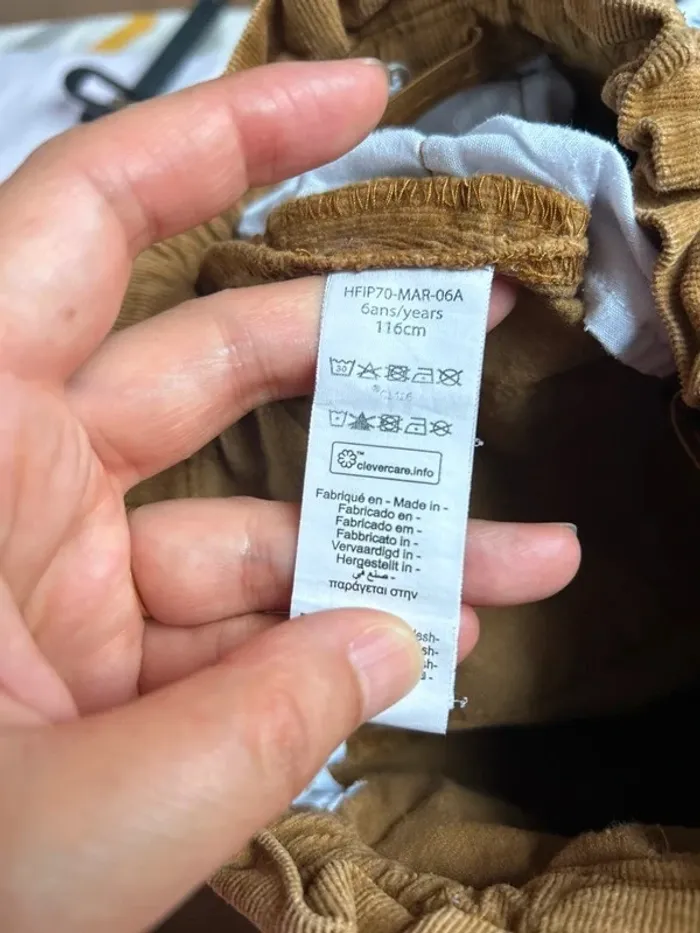 HFIP70-MAR-06A
6ans/years
116cm
30
clevercare.info
Fabriqué en - Made in -
Fabricado en -
Fabricado em -
Fabbricato in -
Vervaardigd in -
Hergestellt in -
صنع في -
παράγεται στην